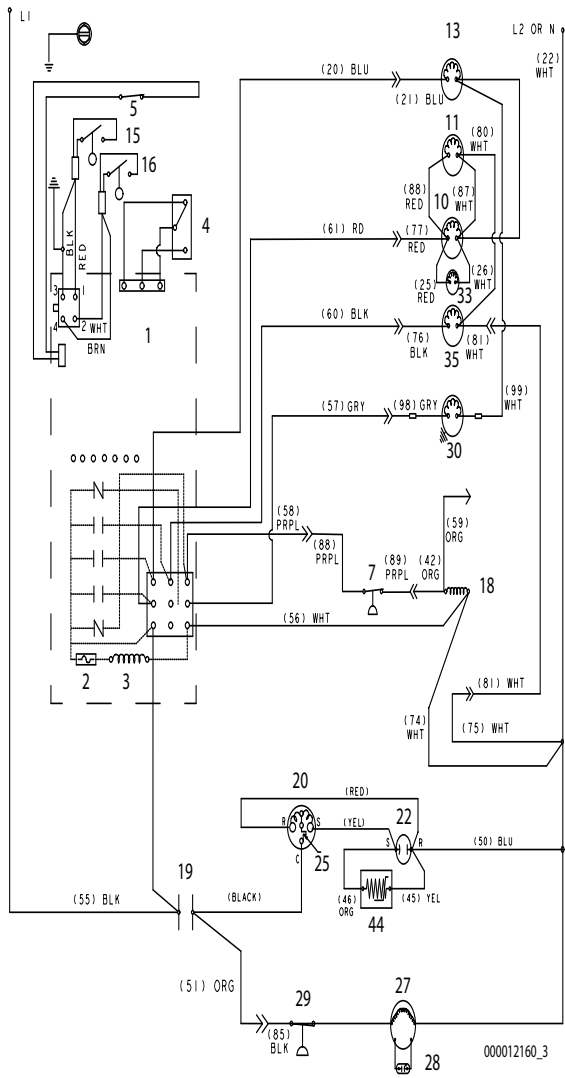 L1
L2 OR N
13
(22)
WHT
(20) BLU
(21) BLU
5
15
16
11
(80)
WHT
(88)
RED
10
(87)
WHT
4
BLK
RED
(61) RD
(77)
RED
(25)
RED
(26)
WHT
33
3
1
4
2
WHT
BRN
1
(60) BLK
(76)
BLK
(81)
WHT
35
(57) GRY
(98) GRY
(99)
WHT
30
(58)
PRPL
(88)
PRPL
(59)
ORG
7
(89)
PRPL
(42)
ORG
18
(56) WHT
2
3
(81) WHT
(74)
WHT
(75) WHT
20
(RED)
R
S
(YEL)
22
S
R
(50) BLU
C
25
19
(55) BLK
(BLACK)
(46)
ORG
(45) YEL
44
(51) ORG
29
27
(85)
BLK
28
000012160_3